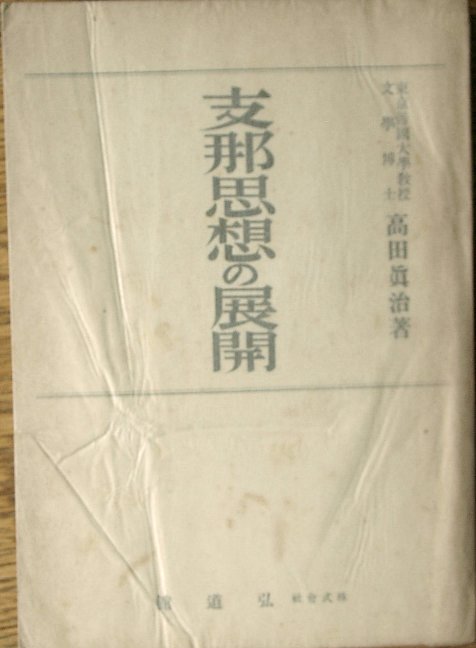 東京帝國大學教授
文學博士
高田眞治著
支那思想の展開
株式會社 弘道館